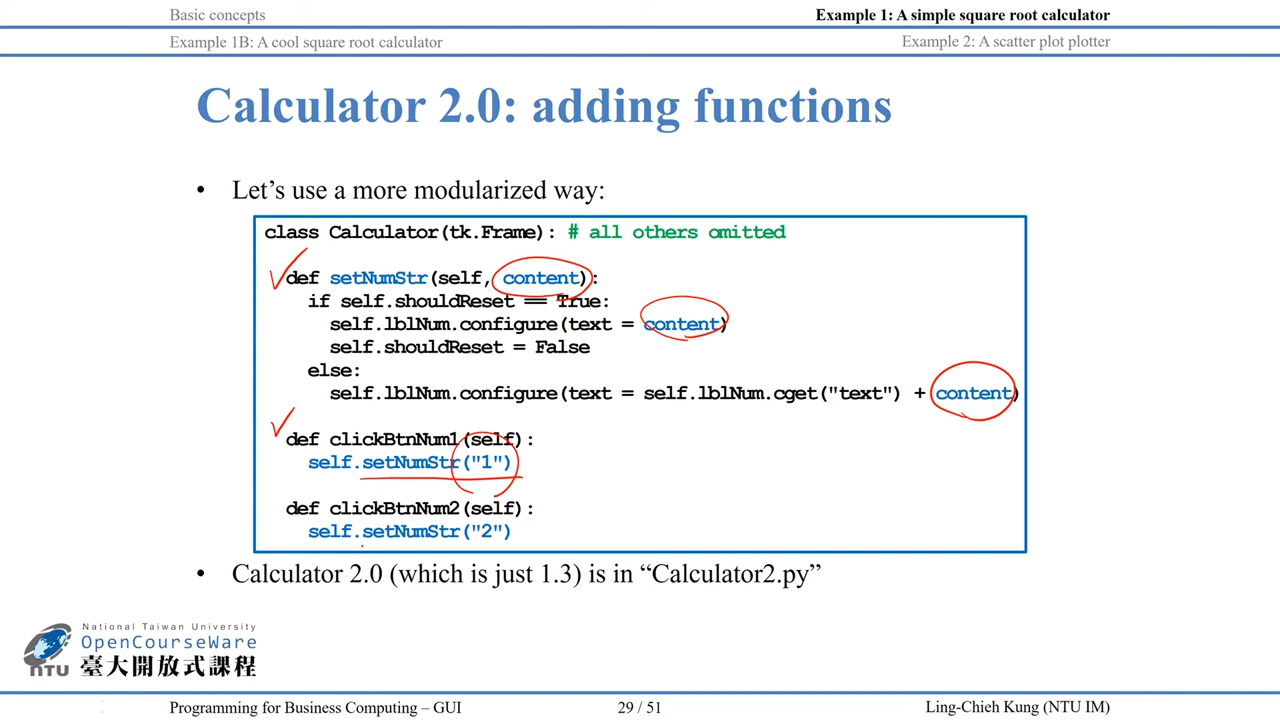 Basic concepts
Example 1: A simple square root calculator
Example 1B: A cool square root calculator
Example 2: A scatter plot plotter
Calculator 2.0: adding functions
• Let’s use a more modularized way:
class Calculator(tk.Frame): # all others omitted
def setNumStr(self, content):
if self.shouldReset == True:
self.lblNum.configure(text = content)
self.shouldReset = False
else:
self.lblNum.configure(text = self.lblNum.cget("text") + content)
def clickBtnNum1(self):
self.setNumStr("1")
def clickBtnNum2(self):
self.setNumStr("2")
• Calculator 2.0 (which is just 1.3) is in “Calculator2.py”
National Taiwan University
OpenCourseWare
NTU 臺大開放式課程
Programming for Business Computing – GUI
29 / 51
Ling-Chieh Kung (NTU IM)